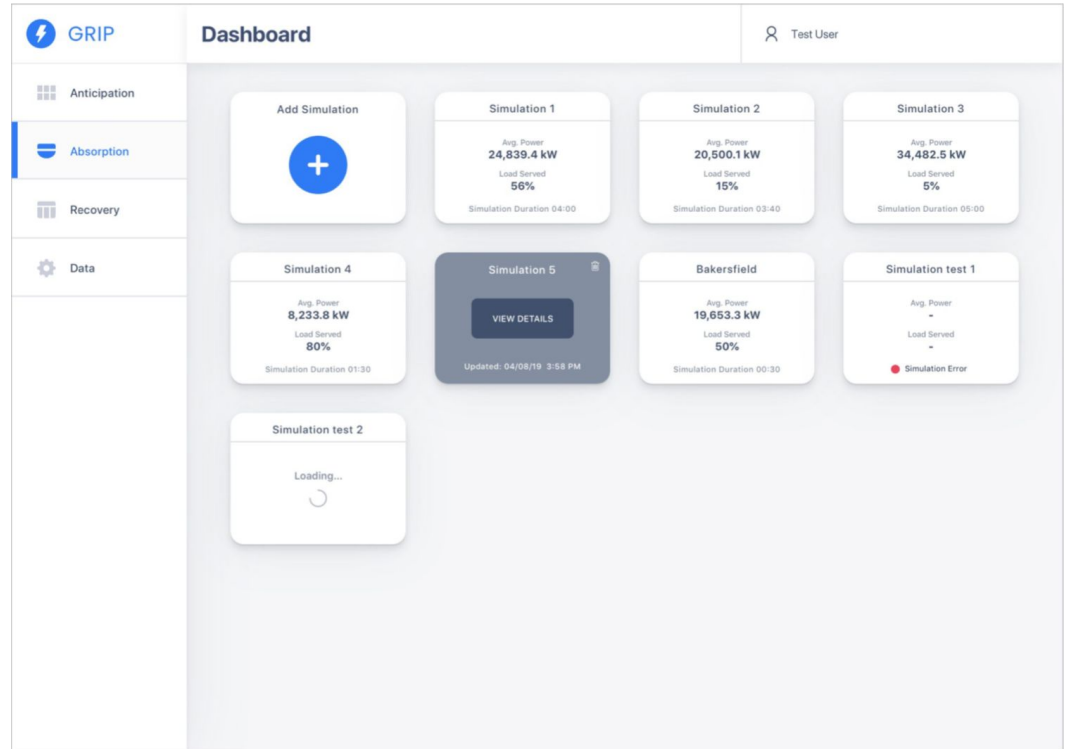 GRIP
Dashboard
Test User
Anticipation
Absorption
Recovery
Data
Add Simulation
Simulation 1
Avg. Power
24,839.4 kW
Load Served
56%
Simulation Duration 04:00
Simulation 2
Avg. Power
20,500.1 kW
Load Served
15%
Simulation Duration 03:40
Simulation 3
Avg. Power
34,482.5 kW
Load Served
5%
Simulation Duration 05:00
Simulation 4
Avg. Power
8,233.8 kW
Load Served
80%
Simulation Duration 01:30
Simulation 5
VIEW DETAILS
Updated: 04/08/19 3:58 PM
Bakersfield
Avg. Power
19,653.3 kW
Load Served
50%
Simulation Duration 00:30
Simulation test 1
Avg. Power
-
Load Served
-
Simulation Error
Simulation test 2
Loading...